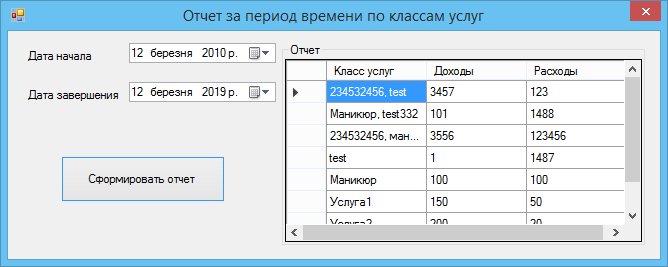 Отчет за период времени по классам услуг
Дата начала
12 березня 2010 р.
Дата завершения
12 березня 2019 р.
Сформировать отчет
Отчет
Класс услуг Доходы Расходы
234532456, test 3457 123
Маникюр, test332 101 1488
234532456, ман... 3556 123456
test 1 1487
Маникюр 100 100
Услуга1 150 50
Услуга2 200 20